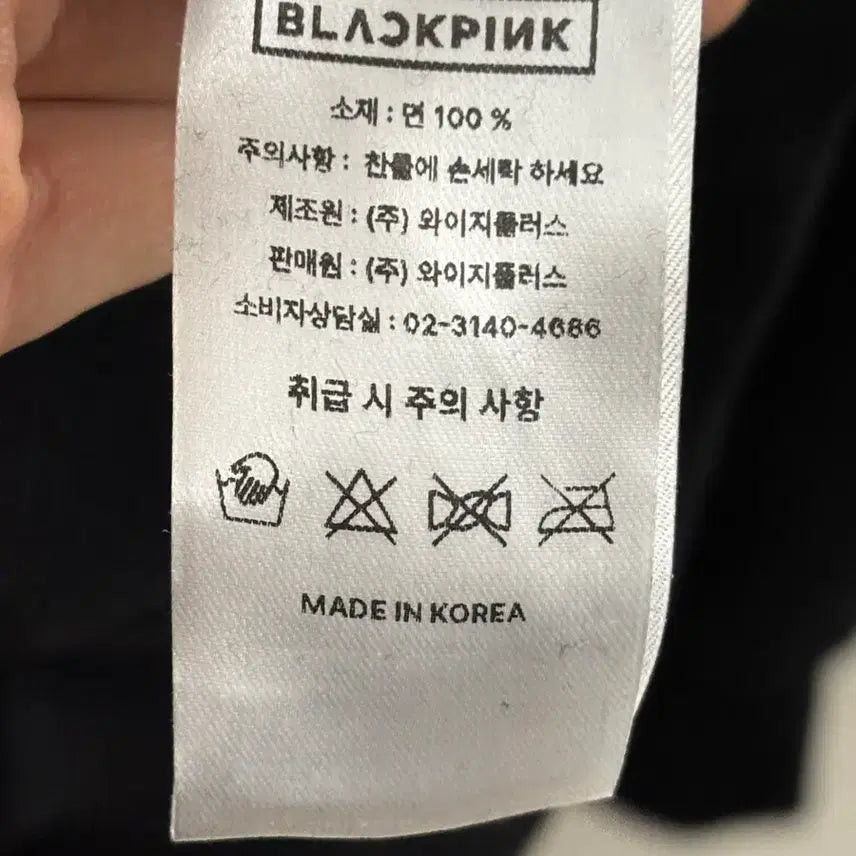 BLACKPINK
소재 : 면 100 %
주의사항 : 찬물에 손세탁 하세요
제조원 : (주) 와이지플러스
판매원 : (주) 와이지플러스
소비자상담실 : 02-3140-4686
취급 시 주의 사항
MADE IN KOREA